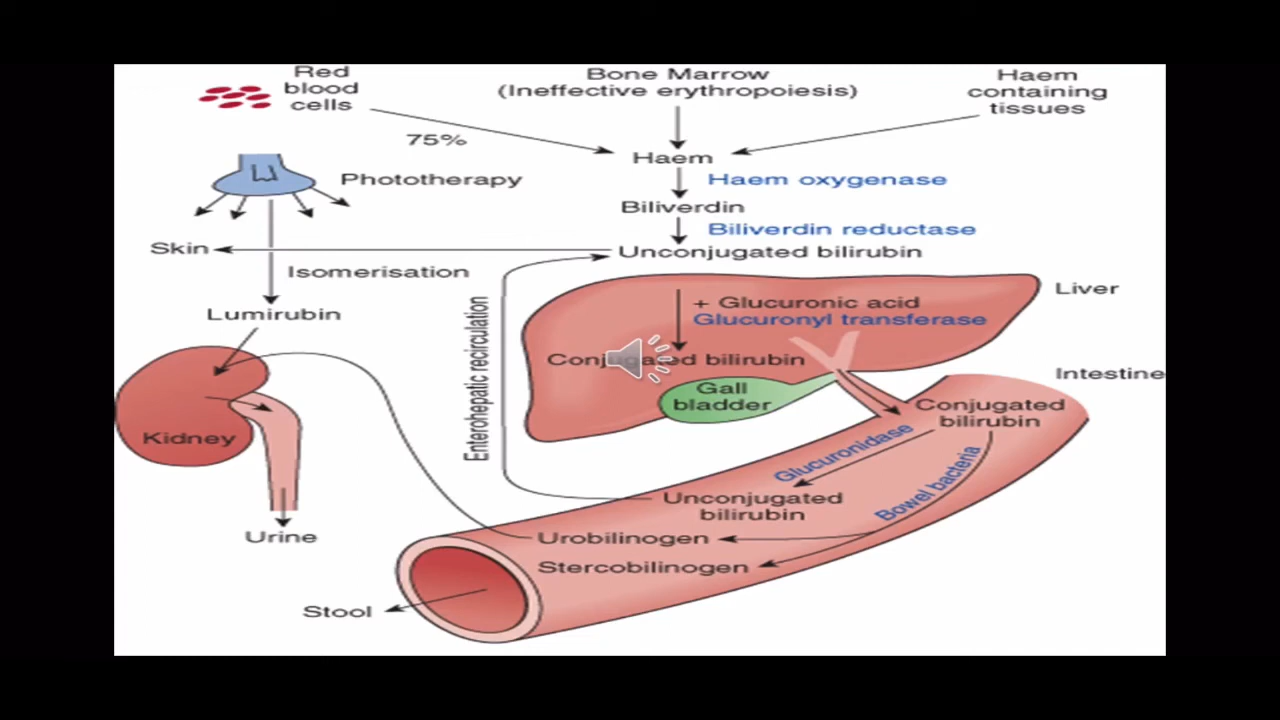 Red
blood
cells
Bone Marrow
(Ineffective erythropoiesis)
Haem
containing
tissues
75%
Haem
Phototherapy
Haem oxygenase
Biliverdin
Biliverdin reductase
Skin
Unconjugated bilirubin
Isomerisation
Liver
Lumirubin
+ Glucuronic acid
Glucuronyl transferase
Enterohepatic recirculation
Conjugated bilirubin
Intestine
Gall
bladder
Conjugated
bilirubin
Kidney
Glucuronidase
Bowel bacteria
Unconjugated
bilirubin
Urine
Urobilinogen
Stercobilinogen
Stool